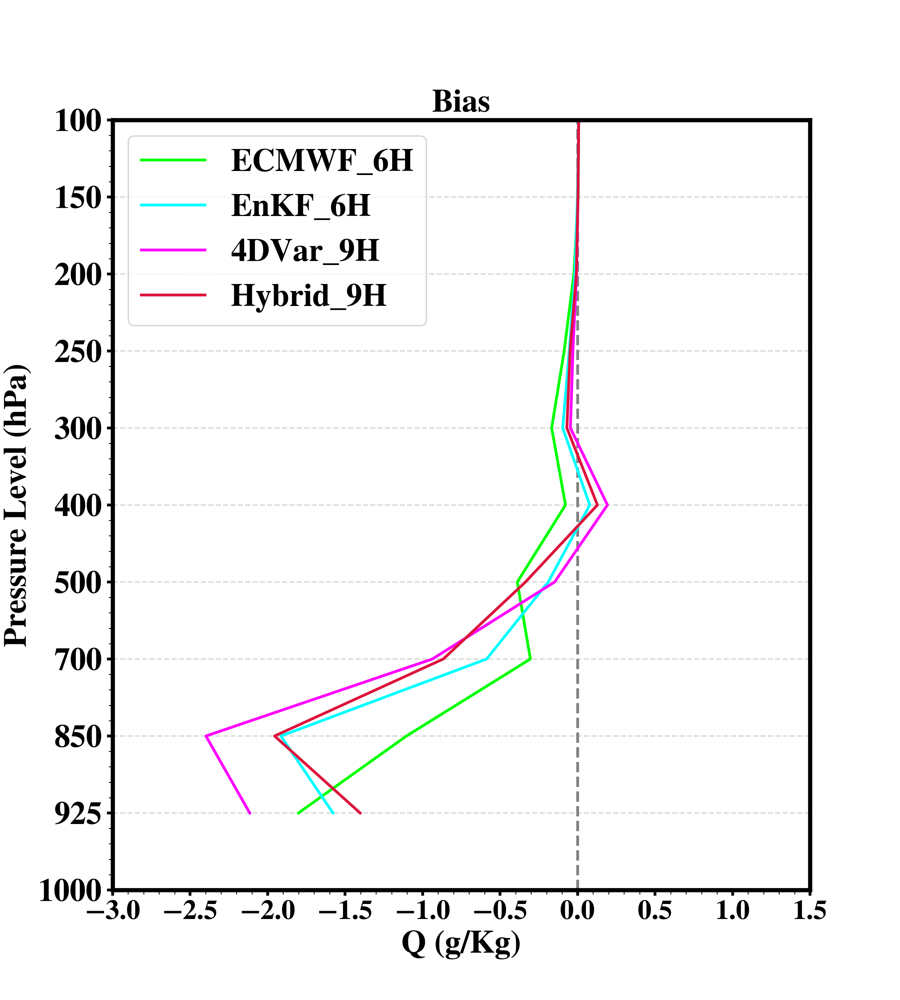 Bias
100
150
200
250
300
400
500
700
850
925
1000
Pressure Level (hPa)
ECMWF_6H
EnKF_6H
4DVar_9H
Hybrid_9H
−3.0 −2.5 −2.0 −1.5 −1.0 −0.5 0.0 0.5 1.0 1.5
Q (g/Kg)